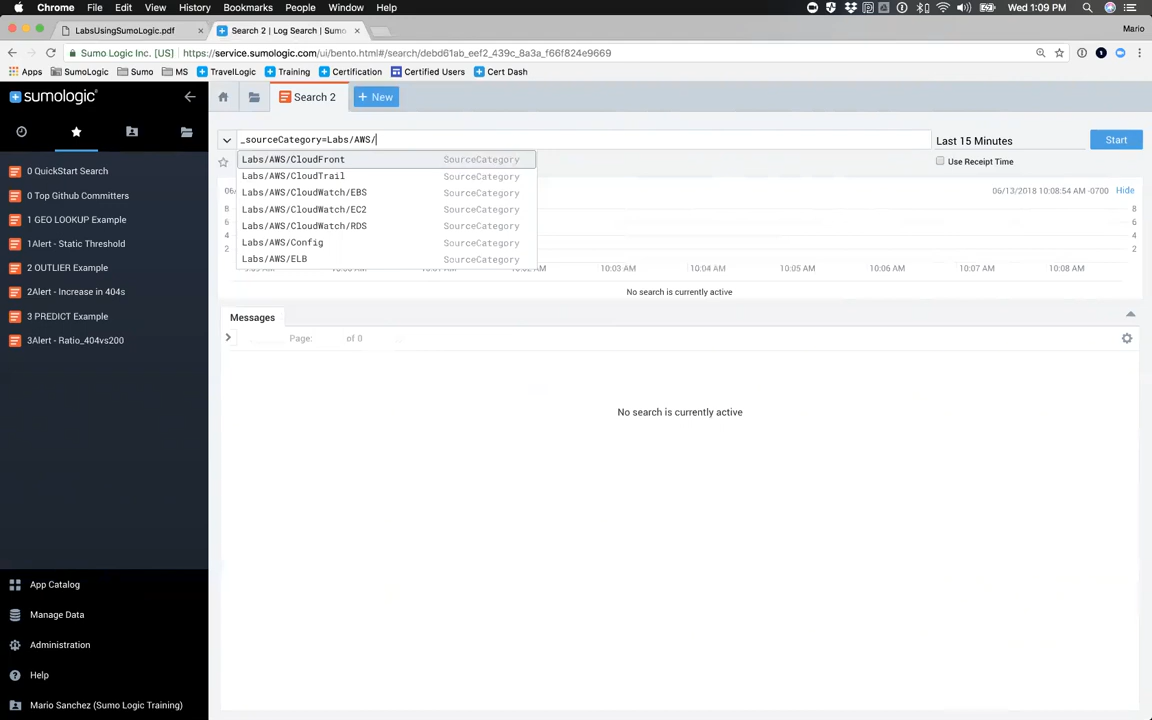 Chrome File Edit View History Bookmarks People Window Help Wed 1:09 PM
LabsUsingSumoLogic.pdf × Search 2 | Log Search | Sumo × Mario
Sumo Logic Inc. [US] https://service.sumologic.com/ui/bento.html#/search/debd61ab_eef2_439c_8a3a_f66f824e9669
Apps SumoLogic Sumo MS TravelLogic Training Certification Certified Users Cert Dash
sumologic
Search 2 + New
_sourceCategory=Labs/AWS/ Last 15 Minutes Start
Use Receipt Time
Labs/AWS/CloudFront SourceCategory
Labs/AWS/CloudTrail SourceCategory
Labs/AWS/CloudWatch/EBS SourceCategory
Labs/AWS/CloudWatch/EC2 SourceCategory
Labs/AWS/CloudWatch/RDS SourceCategory
Labs/AWS/Config SourceCategory
Labs/AWS/ELB SourceCategory
06/13/2018 10:08:54 AM -0700 Hide
8 8
6 6
4 4
2 2
10:03 AM 10:04 AM 10:05 AM 10:06 AM 10:07 AM 10:08 AM
No search is currently active
Messages
Page: of 0
No search is currently active
0 QuickStart Search
0 Top Github Committers
1 GEO LOOKUP Example
1Alert - Static Threshold
2 OUTLIER Example
2Alert - Increase in 404s
3 PREDICT Example
3Alert - Ratio_404vs200
App Catalog
Manage Data
Administration
Help
Mario Sanchez (Sumo Logic Training)